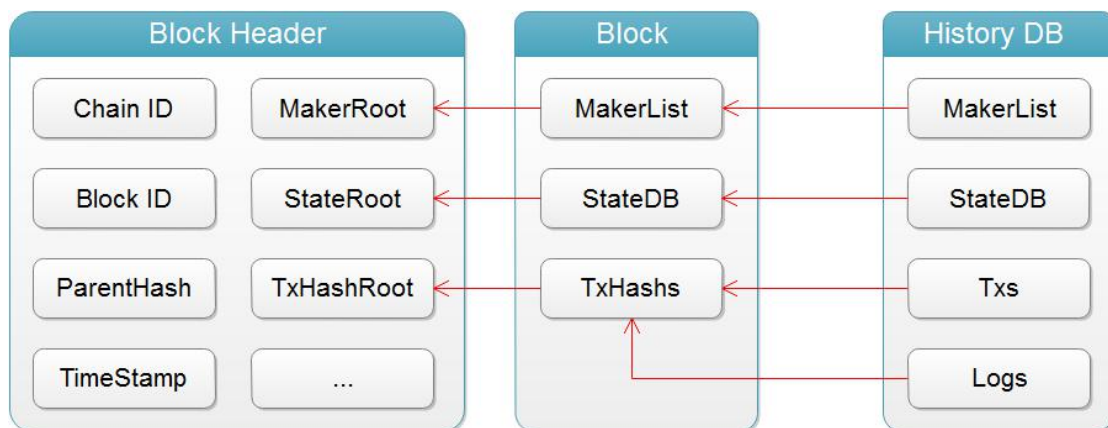 Block Header
Block
History DB
Chain ID
MakerRoot
MakerList
MakerList
Block ID
StateRoot
StateDB
StateDB
ParentHash
TxHashRoot
TxHashs
Txs
TimeStamp
...
Logs